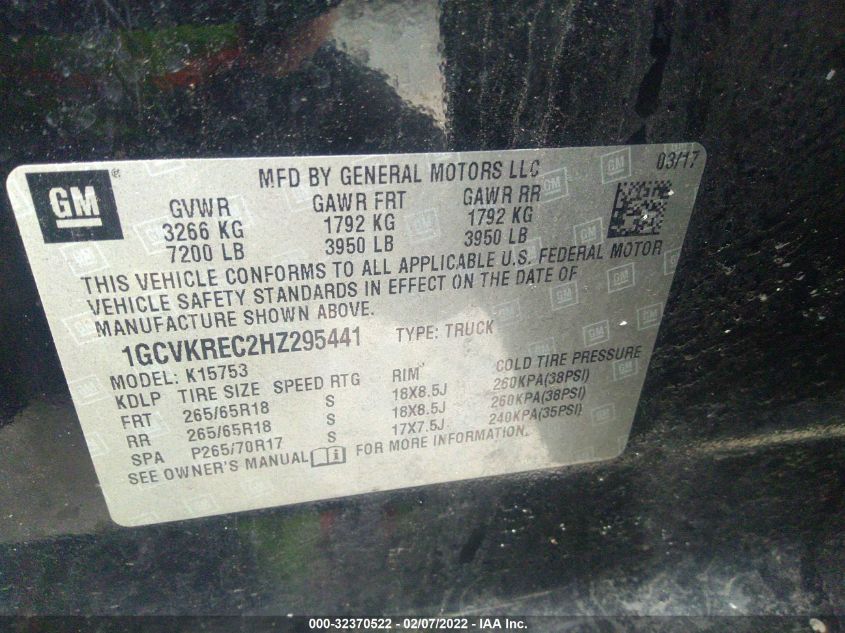 GM
®
MFD BY GENERAL MOTORS LLC
03/17
GVWR GAWR FRT GAWR RR
3266 KG 1792 KG 1792 KG
7200 LB 3950 LB 3950 LB
THIS VEHICLE CONFORMS TO ALL APPLICABLE U.S. FEDERAL MOTOR
VEHICLE SAFETY STANDARDS IN EFFECT ON THE DATE OF
MANUFACTURE SHOWN ABOVE.
1GCVKREC2HZ295441 TYPE: TRUCK
MODEL: K15753
KDLP TIRE SIZE SPEED RTG RIM COLD TIRE PRESSURE
FRT 265/65R18 S 18X8.5J 260KPA(38PSI)
RR 265/65R18 S 18X8.5J 260KPA(38PSI)
SPA P265/70R17 S 17X7.5J 240KPA(35PSI)
SEE OWNER'S MANUAL FOR MORE INFORMATION.
000-32370522 - 02/07/2022 - IAA Inc.